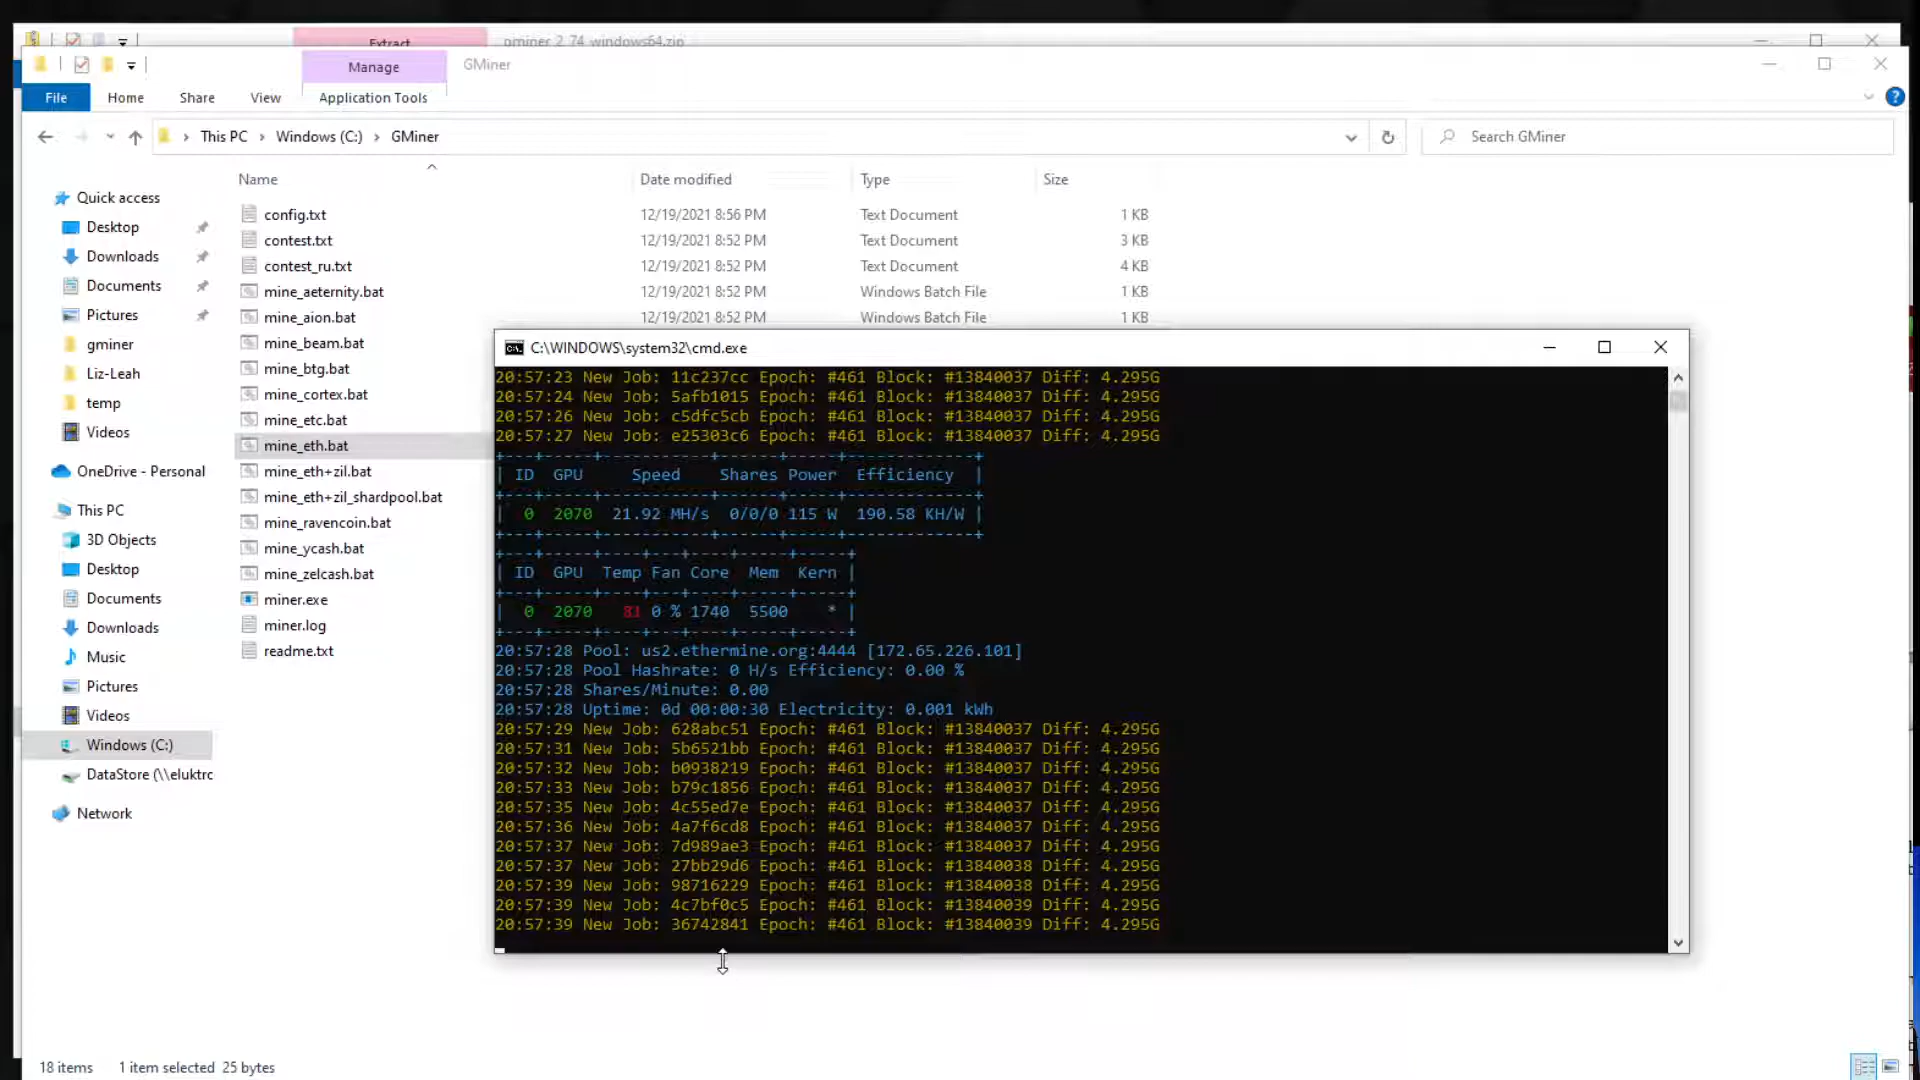 Extract
gminer_2_74_windows64.zip
Manage
GMiner
File
Home
Share
View
Application Tools
This PC > Windows (C:) > GMiner
Search GMiner
Name Date modified Type Size
Quick access
Desktop
Downloads
Documents
Pictures
gminer
Liz-Leah
temp
Videos
OneDrive - Personal
This PC
3D Objects
Desktop
Documents
Downloads
Music
Pictures
Videos
Windows (C:)
DataStore (\\eluktrc
Network
config.txt 12/19/2021 8:56 PM Text Document 1 KB
contest.txt 12/19/2021 8:52 PM Text Document 3 KB
contest_ru.txt 12/19/2021 8:52 PM Text Document 4 KB
mine_aeternity.bat 12/19/2021 8:52 PM Windows Batch File 1 KB
mine_aion.bat 12/19/2021 8:52 PM Windows Batch File 1 KB
mine_beam.bat
mine_btg.bat
mine_cortex.bat
mine_etc.bat
mine_eth.bat
mine_eth+zil.bat
mine_eth+zil_shardpool.bat
mine_ravencoin.bat
mine_ycash.bat
mine_zelcash.bat
miner.exe
miner.log
readme.txt
C:\WINDOWS\system32\cmd.exe
20:57:23 New Job: 11c237cc Epoch: #461 Block: #13840037 Diff: 4.295G
20:57:24 New Job: 5afb1015 Epoch: #461 Block: #13840037 Diff: 4.295G
20:57:26 New Job: c5dfc5cb Epoch: #461 Block: #13840037 Diff: 4.295G
20:57:27 New Job: e25303c6 Epoch: #461 Block: #13840037 Diff: 4.295G
+---+-----+-----------+------+-----+-------------+
| ID GPU Speed Shares Power Efficiency |
+---+-----+-----------+------+-----+-------------+
| 0 2070 21.92 MH/s 0/0/0 115 W 190.58 KH/W |
+---+-----+-----------+------+-----+-------------+
+---+-----+----+---+----+-----+-----+
| ID GPU Temp Fan Core Mem Kern |
+---+-----+----+---+----+-----+-----+
| 0 2070 81 0 % 1740 5500 * |
+---+-----+----+---+----+-----+-----+
20:57:28 Pool: us2.ethermine.org:4444 [172.65.226.101]
20:57:28 Pool Hashrate: 0 H/s Efficiency: 0.00 %
20:57:28 Shares/Minute: 0.00
20:57:28 Uptime: 0d 00:00:30 Electricity: 0.001 kWh
20:57:29 New Job: 628abc51 Epoch: #461 Block: #13840037 Diff: 4.295G
20:57:31 New Job: 5b6521bb Epoch: #461 Block: #13840037 Diff: 4.295G
20:57:32 New Job: b0938219 Epoch: #461 Block: #13840037 Diff: 4.295G
20:57:33 New Job: b79c1856 Epoch: #461 Block: #13840037 Diff: 4.295G
20:57:35 New Job: 4c55ed7e Epoch: #461 Block: #13840037 Diff: 4.295G
20:57:36 New Job: 4a7f6cd8 Epoch: #461 Block: #13840037 Diff: 4.295G
20:57:37 New Job: 7d989ae3 Epoch: #461 Block: #13840037 Diff: 4.295G
20:57:37 New Job: 27bb29d6 Epoch: #461 Block: #13840038 Diff: 4.295G
20:57:39 New Job: 98716229 Epoch: #461 Block: #13840038 Diff: 4.295G
20:57:39 New Job: 4c7bf0c5 Epoch: #461 Block: #13840039 Diff: 4.295G
20:57:39 New Job: 36742841 Epoch: #461 Block: #13840039 Diff: 4.295G
18 items 1 item selected 25 bytes